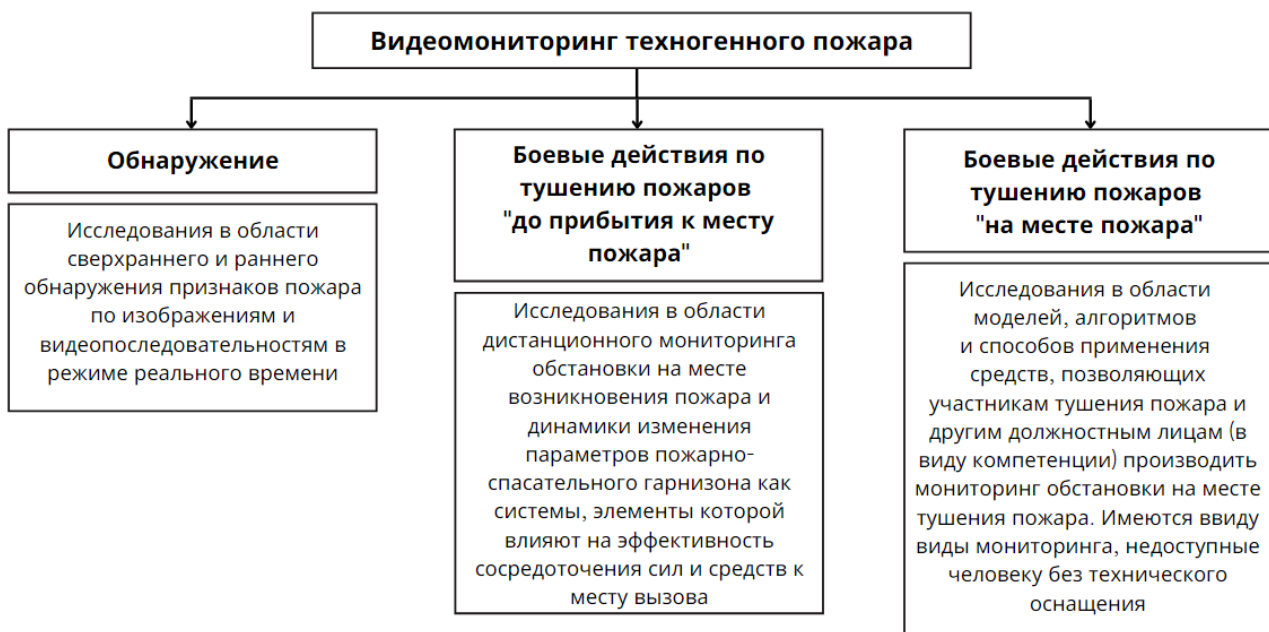 Видеомониторинг техногенного пожара
Обнаружение
Исследования в области
сверхраннего и раннего
обнаружения признаков пожара
по изображениям и
видеопоследовательностям в
режиме реального времени
Боевые действия по
тушению пожаров
"до прибытия к месту
пожара"
Исследования в области
дистанционного мониторинга
обстановки на месте
возникновения пожара и
динамики изменения
параметров пожарно-
спасательного гарнизона как
системы, элементы которой
влияют на эффективность
сосредоточения сил и средств к
месту вызова
Боевые действия по
тушению пожаров
"на месте пожара"
Исследования в области
моделей, алгоритмов
и способов применения
средств, позволяющих
участникам тушения пожара и
другим должностным лицам (в
виду компетенции) производить
мониторинг обстановки на месте
тушения пожара. Имеются ввиду
виды мониторинга, недоступные
человеку без технического
оснащения